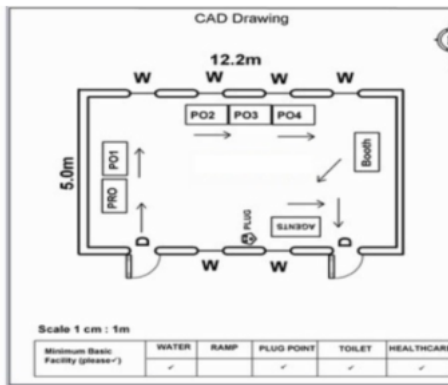 CAD Drawing
12.2m
W W W W
PO2 PO3 PO4
5.0m
PO1
PRO
Booth
PLUG
AGENTS
D
D
W W
Scale 1 cm : 1m
Minimum Basic Facility (please✓) WATER RAMP PLUG POINT TOILET HEALTHCARE
✓ ✓ ✓ ✓